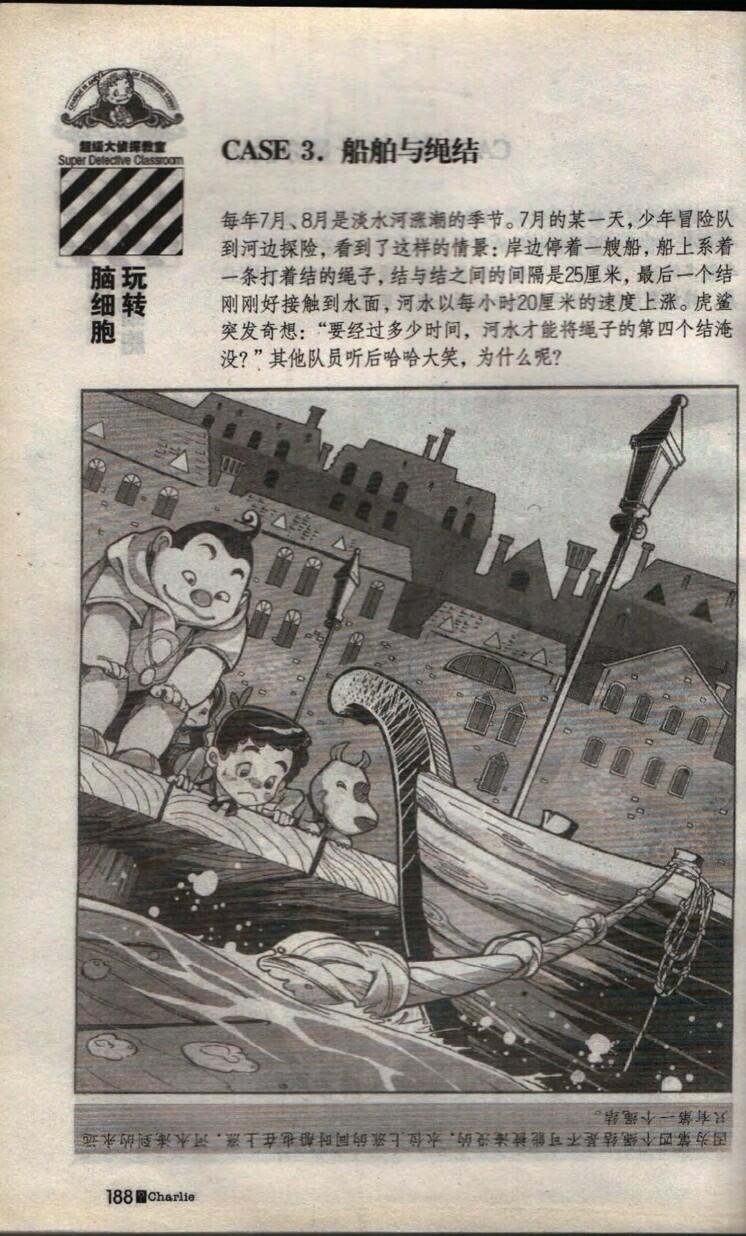 超级大侦探教室
Super Detective Classroom
玩转
脑细胞
CASE 3．船舶与绳结
每年7月、8月是淡水河涨潮的季节。7月的某一天，少年冒险队
到河边探险，看到了这样的情景：岸边停着一艘船，船上系着
一条打着结的绳子，结与结之间的间隔是25厘米，最后一个结
刚刚好接触到水面，河水以每小时20厘米的速度上涨。虎鲨
突发奇想：“要经过多少时间，河水才能将绳子的第四个结淹
没？”其他队员听后哈哈大笑，为什么呢？
因为第四个绳结是不可能被淹没的，水位上涨的同时船也在上涨，河水淹到的永远
只有第一个绳结。
188 Charlie